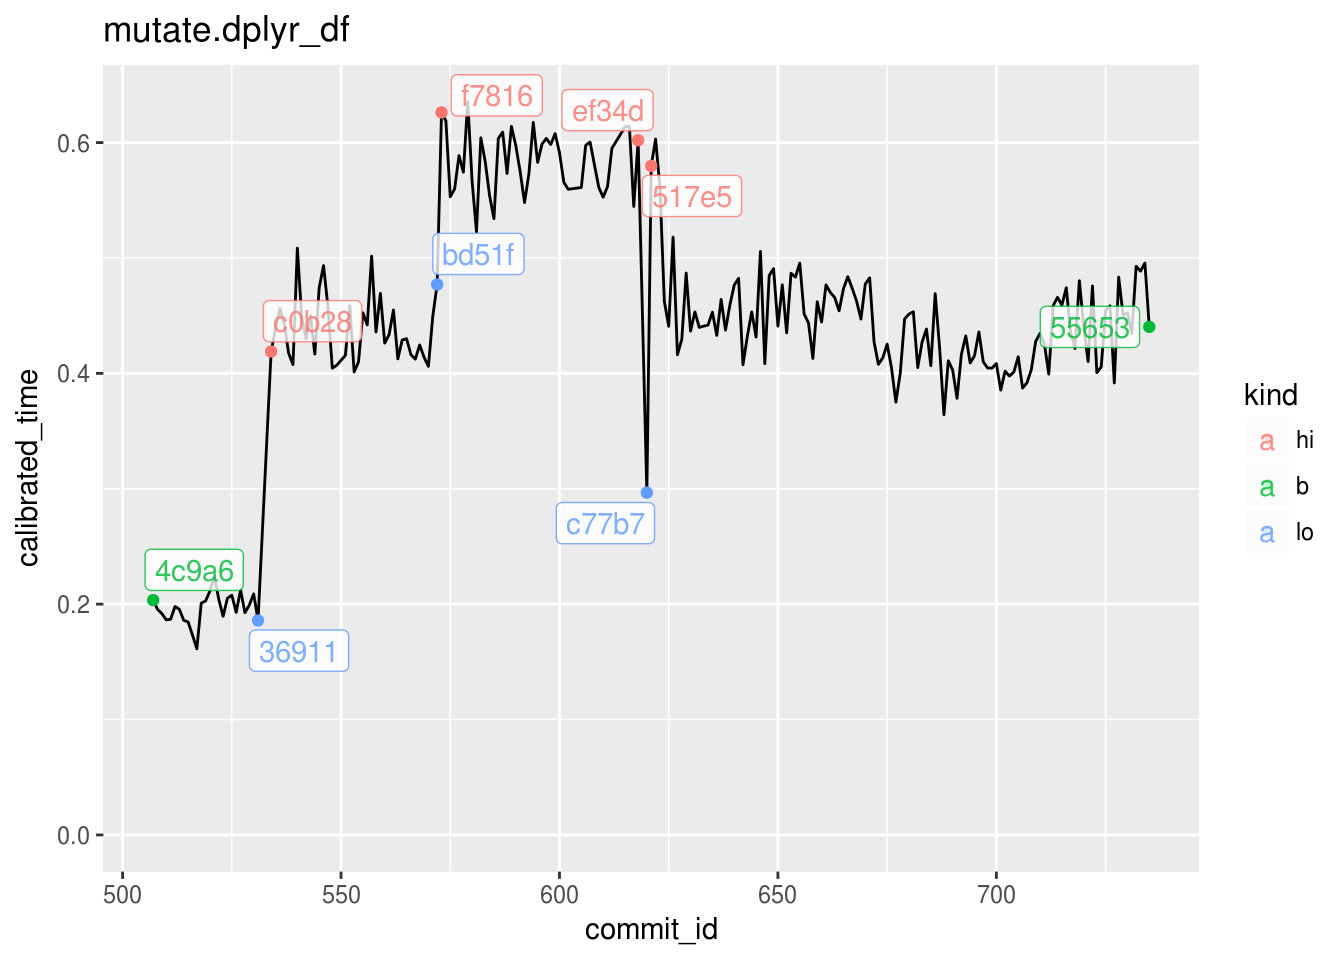 mutate.dplyr_df
f7816
ef34d
517e5
bd51f
c0b28
55653
c77b7
4c9a6
36911
0.6
0.4
0.2
0.0
calibrated_time
500
550
600
650
700
commit_id
kind
a hi
a b
a lo